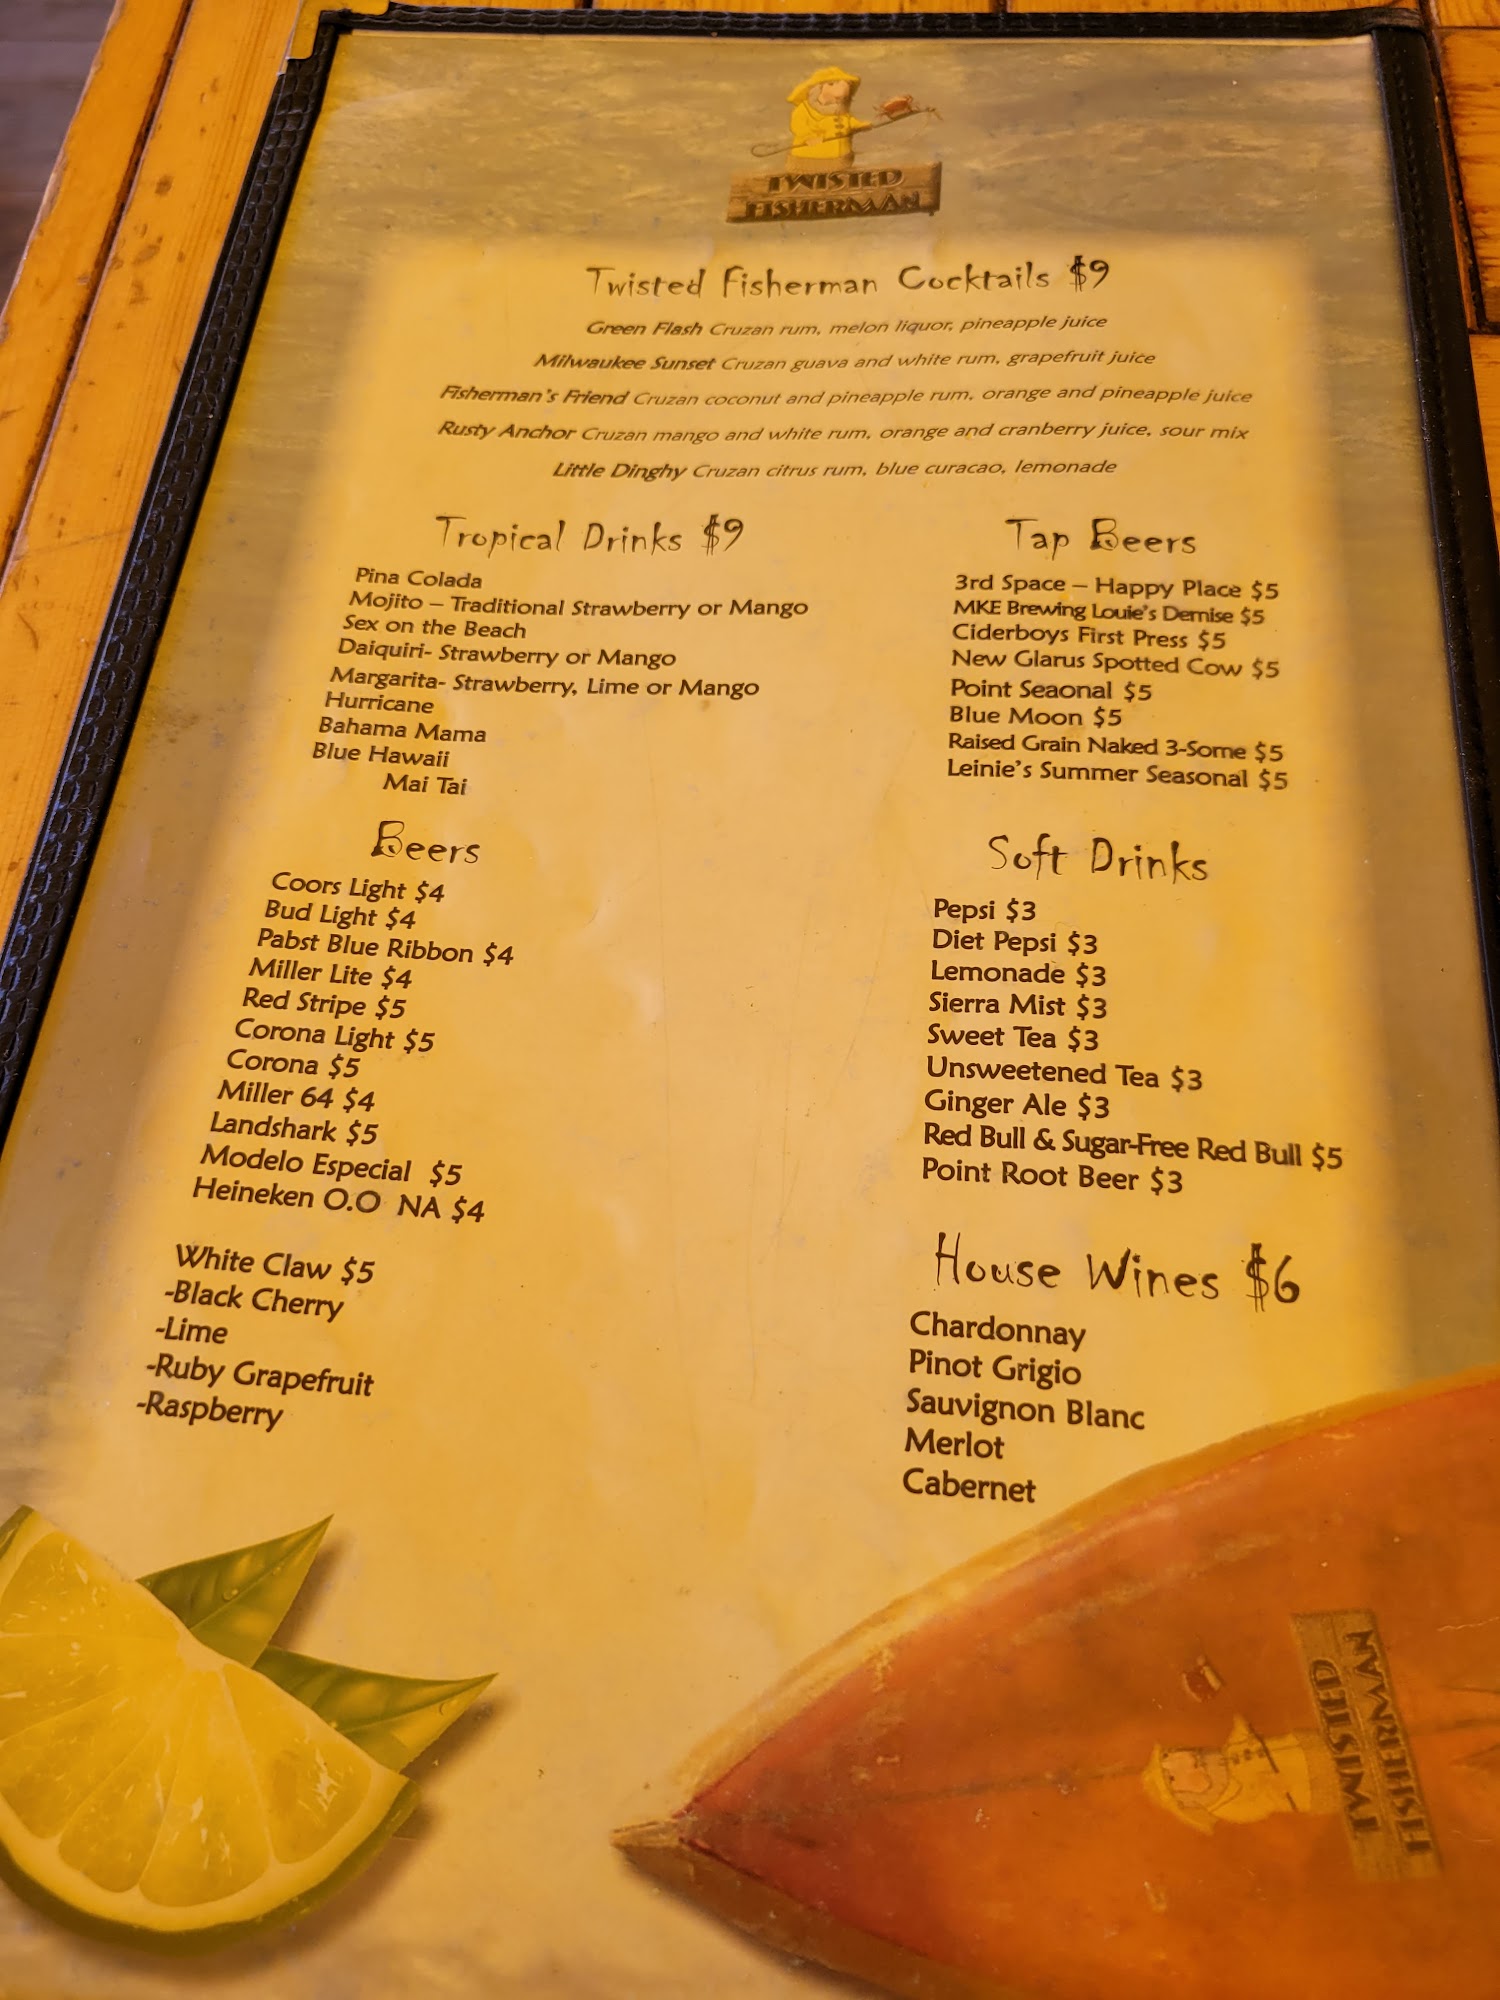 TWISTED
FISHERMAN
Twisted Fisherman Cocktails $9
Green Flash Cruzan rum, melon liquor, pineapple juice
Milwaukee Sunset Cruzan guava and white rum, grapefruit juice
Fisherman's Friend Cruzan coconut and pineapple rum, orange and pineapple juice
Rusty Anchor Cruzan mango and white rum, orange and cranberry juice, sour mix
Little Dinghy Cruzan citrus rum, blue curacao, lemonade
Tropical Drinks $9
Pina Colada
Mojito – Traditional Strawberry or Mango
Sex on the Beach
Daiquiri- Strawberry or Mango
Margarita- Strawberry, Lime or Mango
Hurricane
Bahama Mama
Blue Hawaii
Mai Tai
Beers
Coors Light $4
Bud Light $4
Pabst Blue Ribbon $4
Miller Lite $4
Red Stripe $5
Corona Light $5
Corona $5
Miller 64 $4
Landshark $5
Modelo Especial $5
Heineken O.O NA $4
White Claw $5
-Black Cherry
-Lime
-Ruby Grapefruit
-Raspberry
Tap Beers
3rd Space – Happy Place $5
MKE Brewing Louie's Demise $5
Ciderboys First Press $5
New Glarus Spotted Cow $5
Point Seaonal $5
Blue Moon $5
Raised Grain Naked 3-Some $5
Leinie's Summer Seasonal $5
Soft Drinks
Pepsi $3
Diet Pepsi $3
Lemonade $3
Sierra Mist $3
Sweet Tea $3
Unsweetened Tea $3
Ginger Ale $3
Red Bull & Sugar-Free Red Bull $5
Point Root Beer $3
House Wines $6
Chardonnay
Pinot Grigio
Sauvignon Blanc
Merlot
Cabernet
TWISTED
FISHERMAN